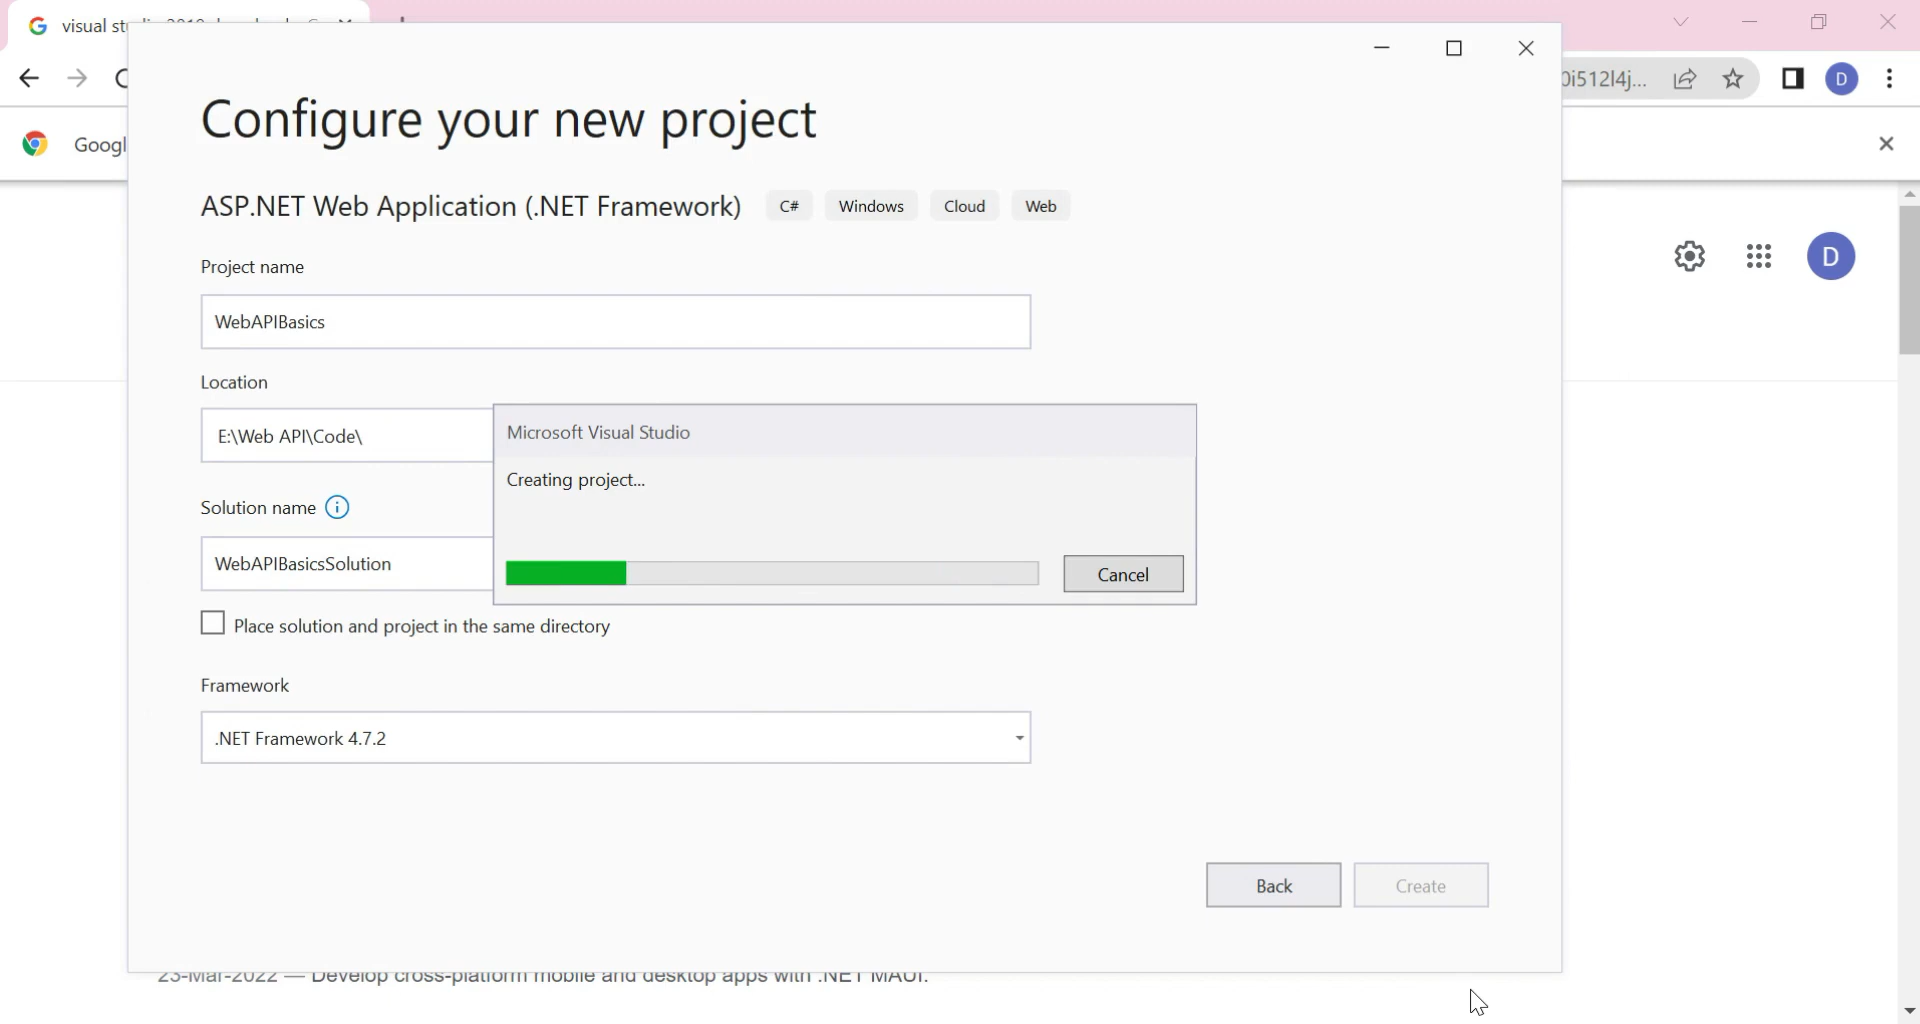 visual st
0i512l4j...
D
Googl
Configure your new project
ASP.NET Web Application (.NET Framework) C# Windows Cloud Web
D
Project name
WebAPIBasics
Location
E:\Web API\Code\
Microsoft Visual Studio
Creating project...
Solution name
WebAPIBasicsSolution
Cancel
Place solution and project in the same directory
Framework
.NET Framework 4.7.2
Back Create
23-Mar-2022 — Develop cross-platform mobile and desktop apps with .NET MAUI.